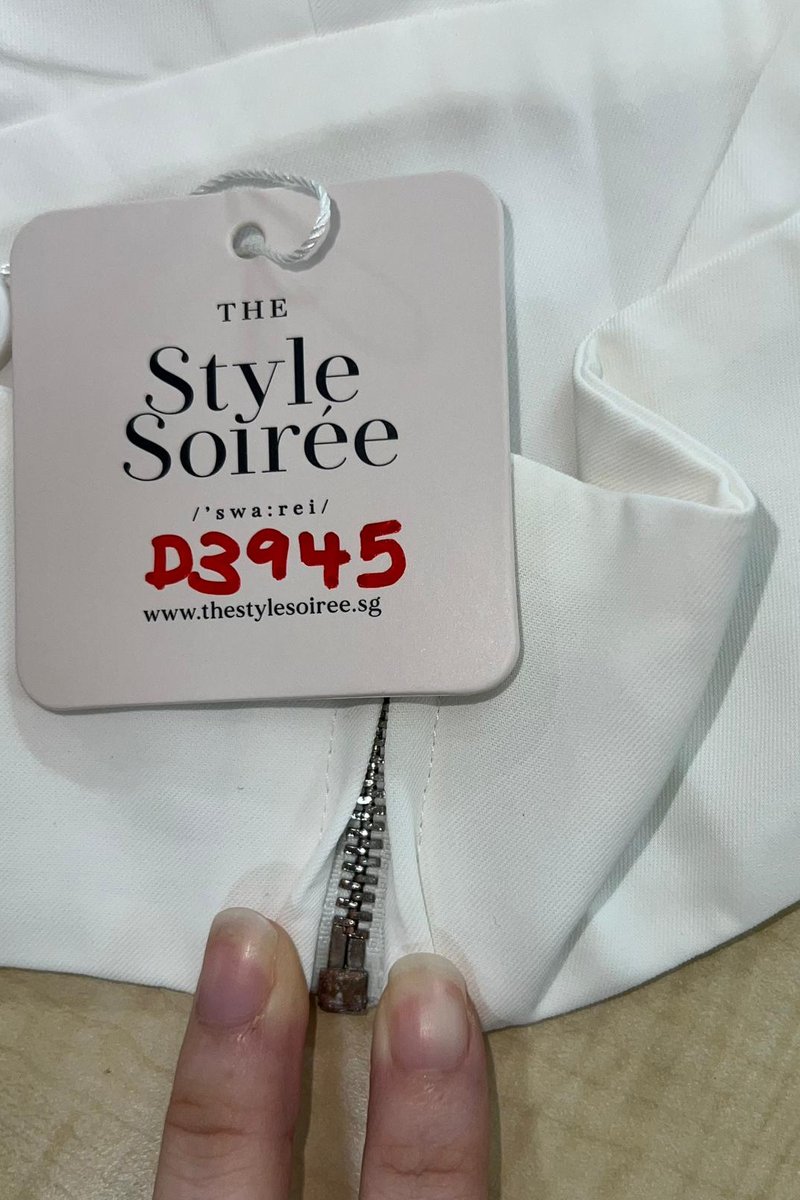 THE
Style
Soirée
/'swa:rei/
D3945
www.thestylesoiree.sg